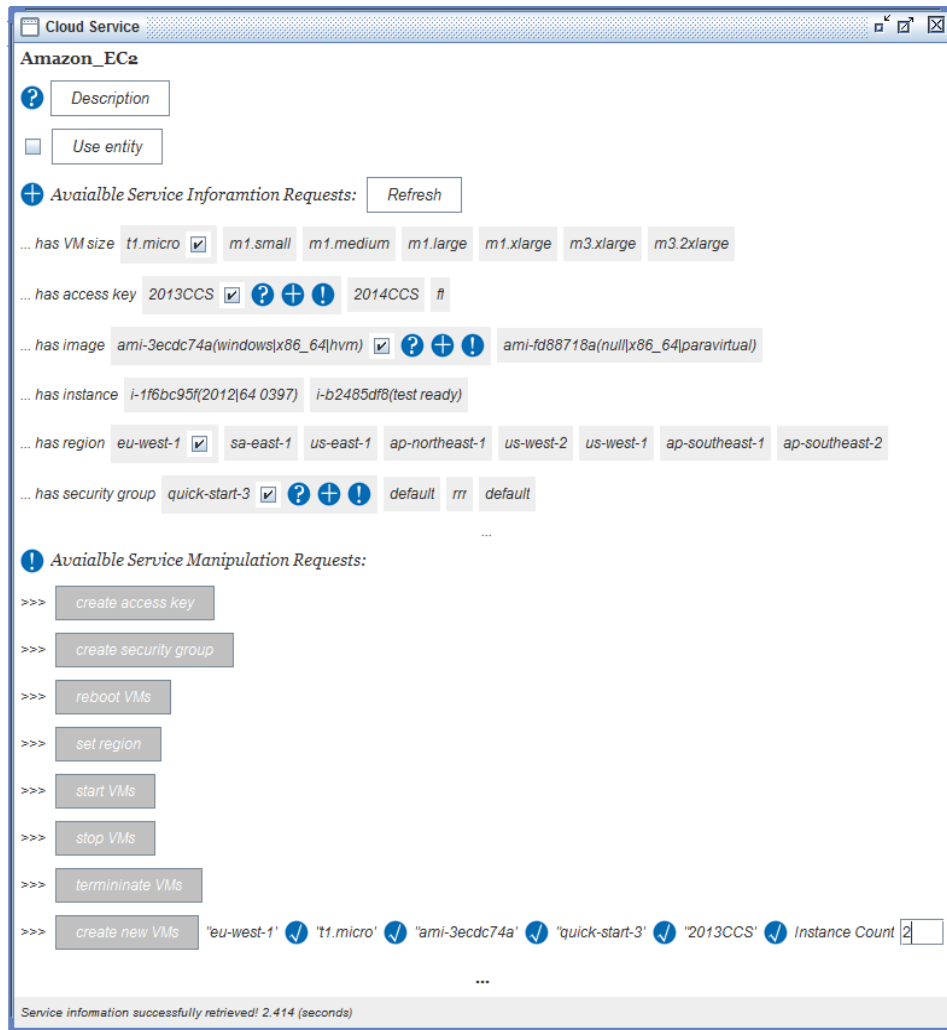 Cloud Service
Amazon_EC2
? Description
Use entity
+ Avaialble Service Inforamtion Requests: Refresh
... has VM size t1.micro m1.small m1.medium m1.large m1.xlarge m3.xlarge m3.2xlarge
... has access key 2013CCS ? + ! 2014CCS fl
... has image ami-3ecdc74a(windows|x86_64|hvm) ? + ! ami-fd88718a(null|x86_64|paravirtual)
... has instance i-1f6bc95f(2012|64 0397) i-b2485df8(test ready)
... has region eu-west-1 sa-east-1 us-east-1 ap-northeast-1 us-west-2 us-west-1 ap-southeast-1 ap-southeast-2
... has security group quick-start-3 ? + ! default rrr default
...
! Avaialble Service Manipulation Requests:
>>> create access key
>>> create security group
>>> reboot VMs
>>> set region
>>> start VMs
>>> stop VMs
>>> termininate VMs
>>> create new VMs "eu-west-1' "t1.micro' "ami-3ecdc74a' "quick-start-3' "2013CCS' Instance Count 2
...
Service information successfully retrieved! 2.414 (seconds)